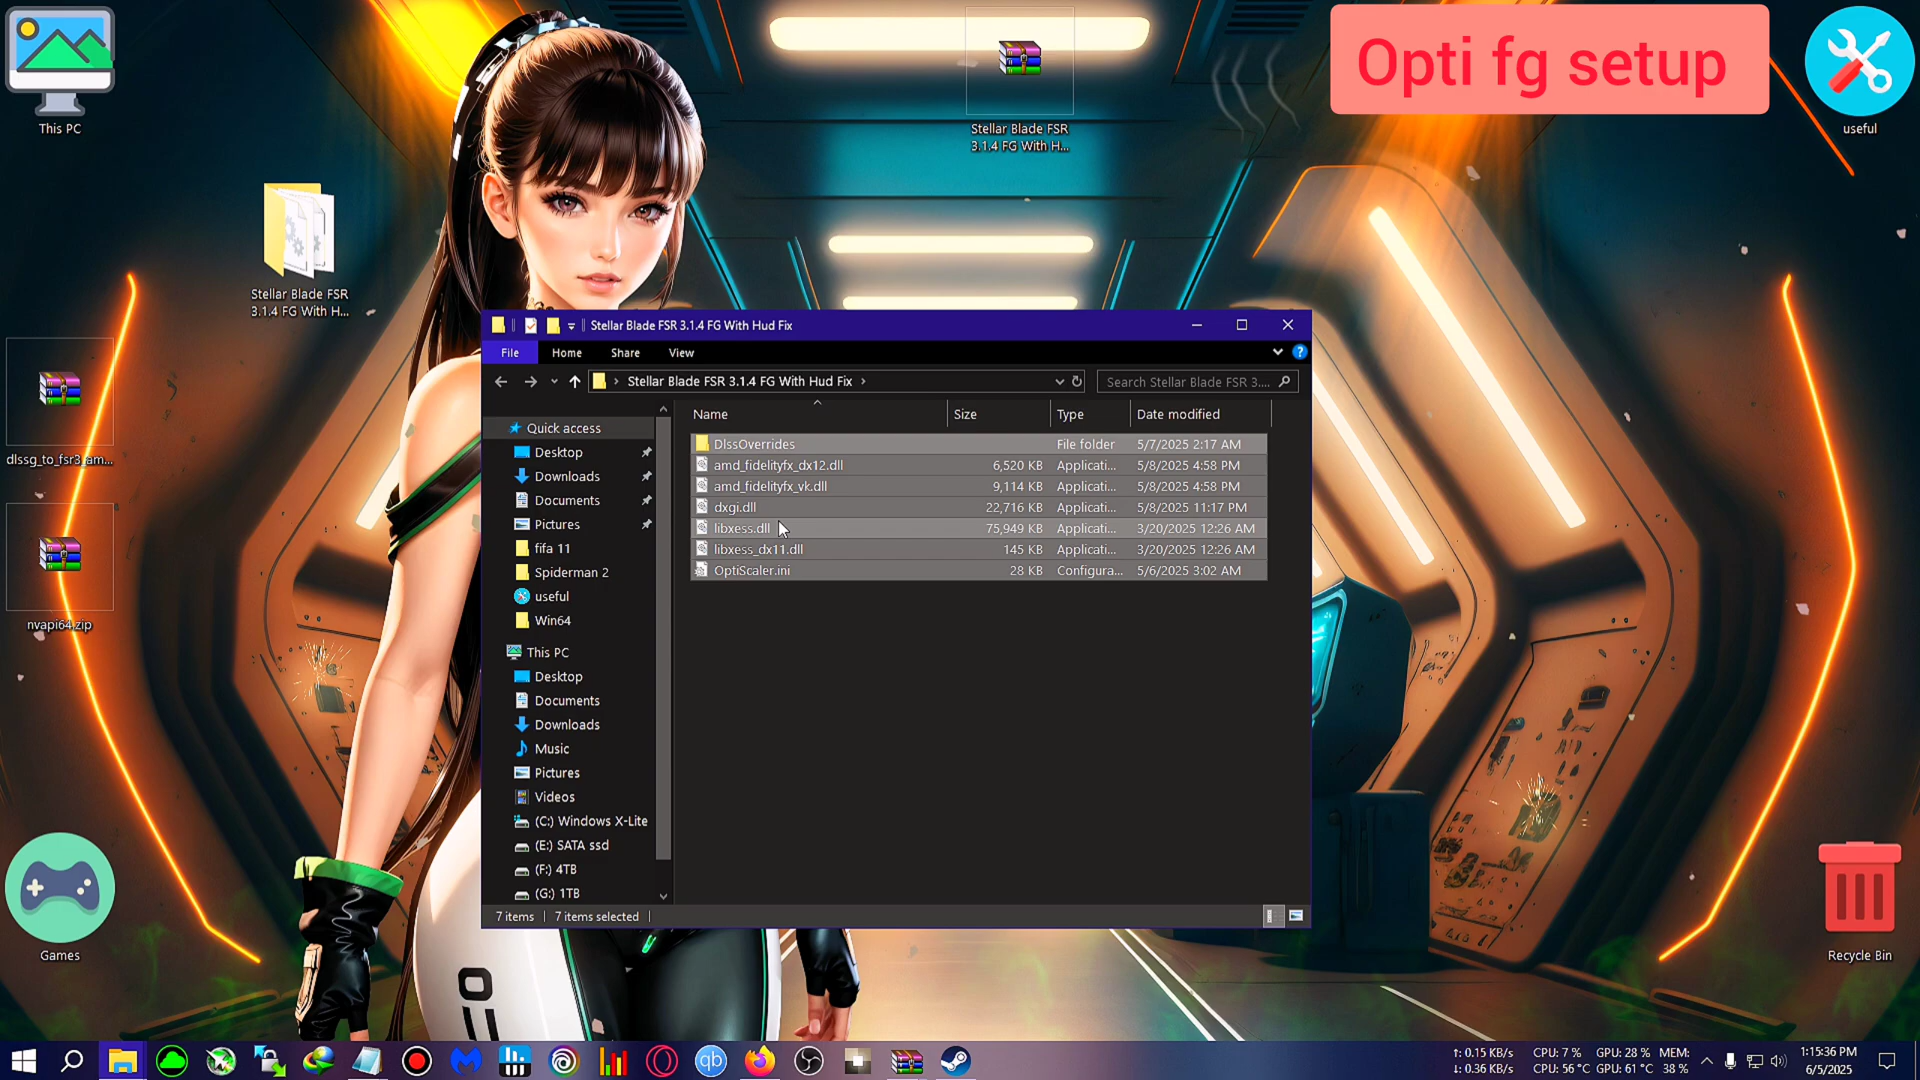 This PC
Stellar Blade FSR
3.1.4 FG With H...
Opti fg setup
useful
Stellar Blade FSR
3.1.4 FG With H...
dlssg_to_fsr3_am...
nvapi64.zip
Games
Recycle Bin
Stellar Blade FSR 3.1.4 FG With Hud Fix
File Home Share View
Stellar Blade FSR 3.1.4 FG With Hud Fix
Search Stellar Blade FSR 3....
Name Size Type Date modified
Quick access
Desktop
Downloads
Documents
Pictures
fifa 11
Spiderman 2
useful
Win64
This PC
Desktop
Documents
Downloads
Music
Pictures
Videos
(C:) Windows X-Lite
(E:) SATA ssd
(F:) 4TB
(G:) 1TB
DlssOverrides File folder 5/7/2025 2:17 AM
amd_fidelityfx_dx12.dll 6,520 KB Applicati... 5/8/2025 4:58 PM
amd_fidelityfx_vk.dll 9,114 KB Applicati... 5/8/2025 4:58 PM
dxgi.dll 22,716 KB Applicati... 5/8/2025 11:17 PM
libxess.dll 75,949 KB Applicati... 3/20/2025 12:26 AM
libxess_dx11.dll 145 KB Applicati... 3/20/2025 12:26 AM
OptiScaler.ini 28 KB Configura... 5/6/2025 3:02 AM
7 items 7 items selected
↑: 0.15 KB/s CPU: 7 % GPU: 28 % MEM:
↓: 0.36 KB/s CPU: 56 °C GPU: 61 °C 38 %
1:15:36 PM
6/5/2025